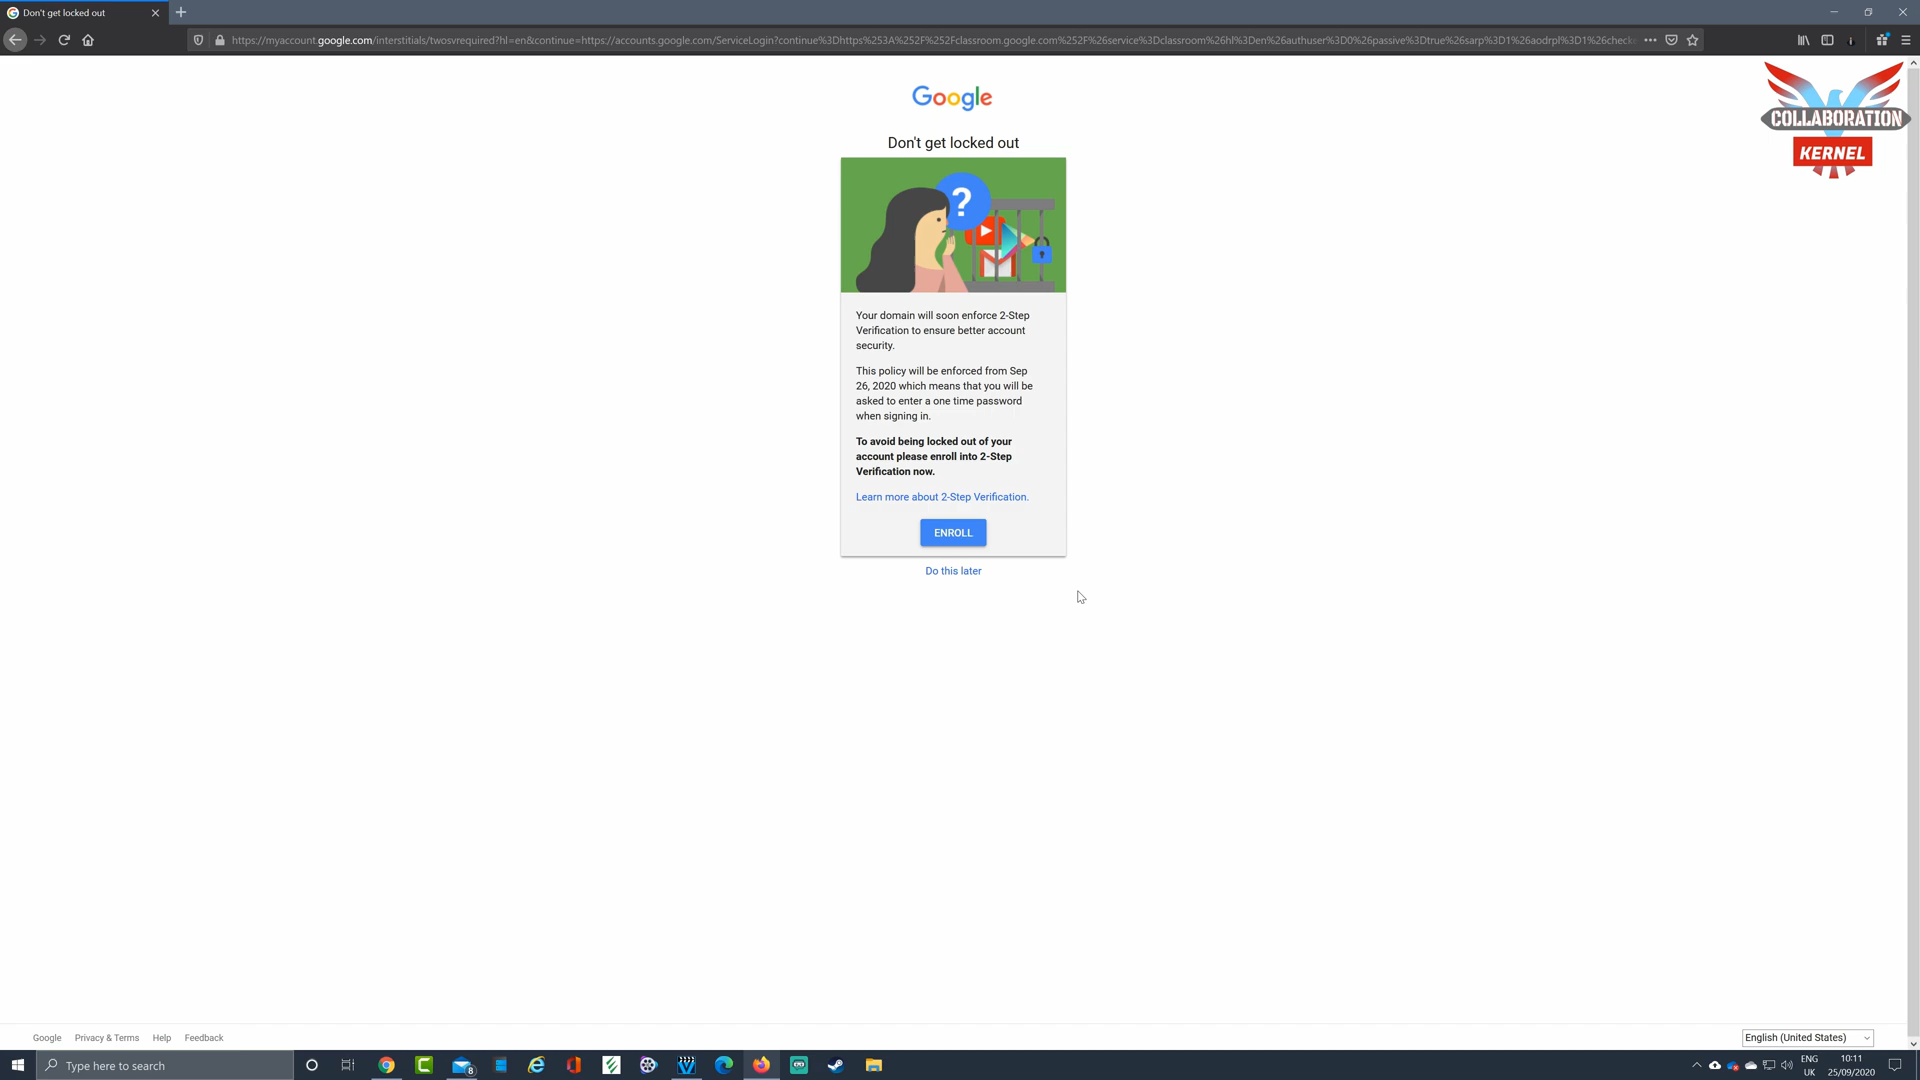 Don't get locked out
https://myaccount.google.com/interstitials/twosvrequired?hl=en&continue=https://accounts.google.com/ServiceLogin?continue%3Dhttps%253A%252F%252Fclassroom.google.com%252F%26service%3Dclassroom%26hl%3Den%26authuser%3D0%26passive%3Dtrue%26sarp%3D1%26aodrpl%3D1%26checke
Google
COLLABORATION
KERNEL
Don't get locked out
?
Your domain will soon enforce 2-Step
Verification to ensure better account
security.
This policy will be enforced from Sep
26, 2020 which means that you will be
asked to enter a one time password
when signing in.
To avoid being locked out of your
account please enroll into 2-Step
Verification now.
Learn more about 2-Step Verification.
ENROLL
Do this later
Google Privacy & Terms Help Feedback
English (United States)
Type here to search
8
ENG
UK
10:11
25/09/2020